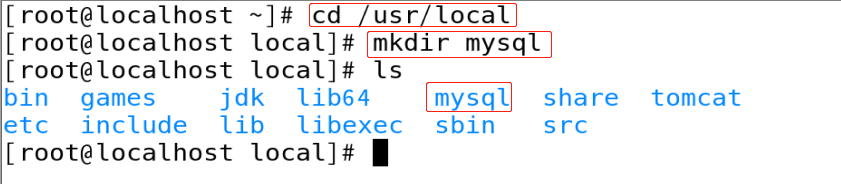 [root@localhost ~]# cd /usr/local
[root@localhost local]# mkdir mysql
[root@localhost local]# ls
bin  games    jdk  lib64    mysql  share  tomcat
etc  include  lib  libexec  sbin   src
[root@localhost local]#